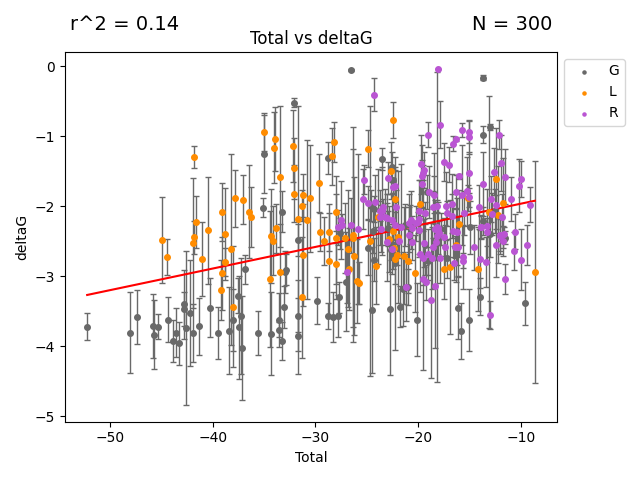 r^2 = 0.14
N = 300
Total vs deltaG
G
L
R
deltaG
0
−1
−2
−3
−4
−5
−50
−40
−30
−20
−10
Total